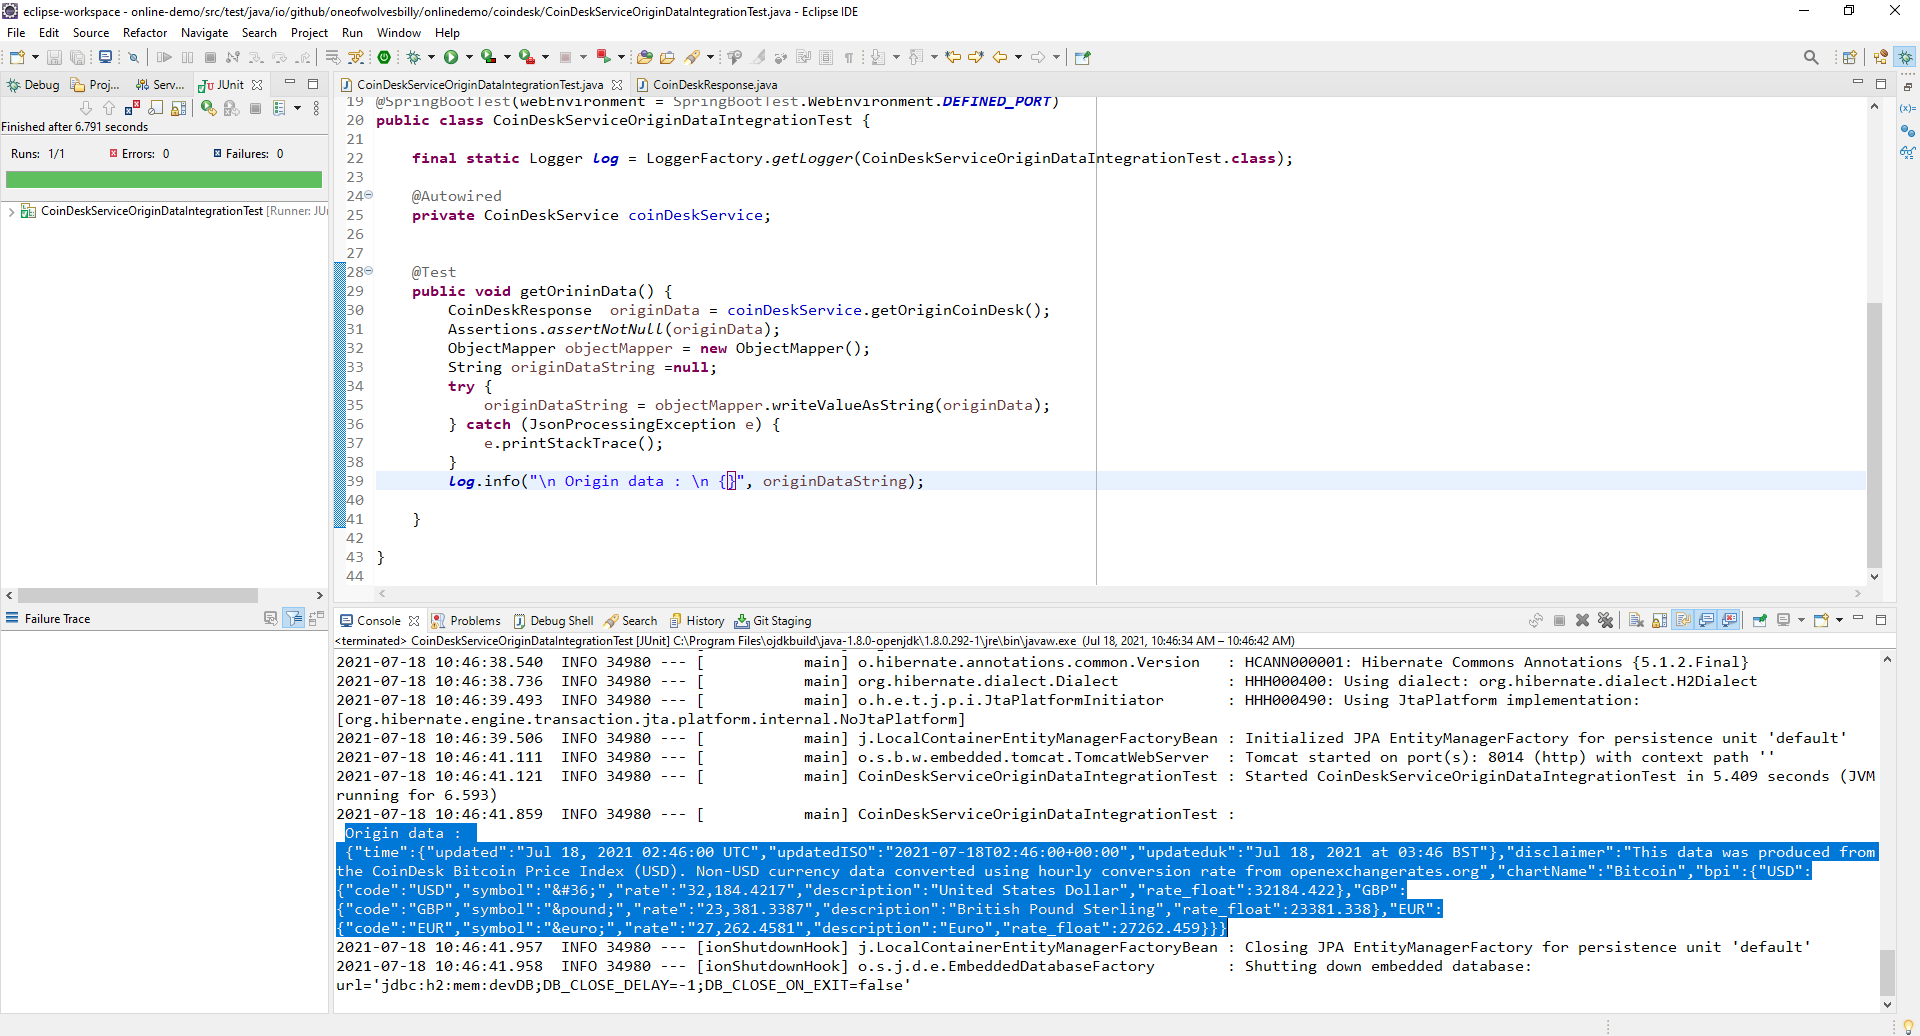 eclipse-workspace - online-demo/src/test/java/io/github/oneofwolvesbilly/onlinedemo/coindesk/CoinDeskServiceOriginDataIntegrationTest.java - Eclipse IDE
File Edit Source Refactor Navigate Search Project Run Window Help
Debug Proj... Serv... JUnit
Finished after 6.791 seconds
Runs: 1/1 Errors: 0 Failures: 0
CoinDeskServiceOriginDataIntegrationTest [Runner: JU
Failure Trace
CoinDeskServiceOriginDataIntegrationTest.java CoinDeskResponse.java
19 @SpringBootTest(webEnvironment = SpringBootTest.WebEnvironment.DEFINED_PORT)
20 public class CoinDeskServiceOriginDataIntegrationTest {
21
22 final static Logger log = LoggerFactory.getLogger(CoinDeskServiceOriginDataIntegrationTest.class);
23
24 @Autowired
25 private CoinDeskService coinDeskService;
26
27
28 @Test
29 public void getOrininData() {
30 CoinDeskResponse originData = coinDeskService.getOriginCoinDesk();
31 Assertions.assertNotNull(originData);
32 ObjectMapper objectMapper = new ObjectMapper();
33 String originDataString =null;
34 try {
35 originDataString = objectMapper.writeValueAsString(originData);
36 } catch (JsonProcessingException e) {
37 e.printStackTrace();
38 }
39 log.info("\n Origin data : \n {}", originDataString);
40
41 }
42
43 }
44
Console Problems Debug Shell Search History Git Staging
<terminated> CoinDeskServiceOriginDataIntegrationTest [JUnit] C:\Program Files\ojdkbuild\java-1.8.0-openjdk\1.8.0.292-1\jre\bin\javaw.exe (Jul 18, 2021, 10:46:34 AM – 10:46:42 AM)
2021-07-18 10:46:38.540 INFO 34980 --- [ main] o.hibernate.annotations.common.Version : HCANN000001: Hibernate Commons Annotations {5.1.2.Final}
2021-07-18 10:46:38.736 INFO 34980 --- [ main] org.hibernate.dialect.Dialect : HHH000400: Using dialect: org.hibernate.dialect.H2Dialect
2021-07-18 10:46:39.493 INFO 34980 --- [ main] o.h.e.t.j.p.i.JtaPlatformInitiator : HHH000490: Using JtaPlatform implementation:
[org.hibernate.engine.transaction.jta.platform.internal.NoJtaPlatform]
2021-07-18 10:46:39.506 INFO 34980 --- [ main] j.LocalContainerEntityManagerFactoryBean : Initialized JPA EntityManagerFactory for persistence unit 'default'
2021-07-18 10:46:41.111 INFO 34980 --- [ main] o.s.b.w.embedded.tomcat.TomcatWebServer : Tomcat started on port(s): 8014 (http) with context path ''
2021-07-18 10:46:41.121 INFO 34980 --- [ main] CoinDeskServiceOriginDataIntegrationTest : Started CoinDeskServiceOriginDataIntegrationTest in 5.409 seconds (JVM
running for 6.593)
2021-07-18 10:46:41.859 INFO 34980 --- [ main] CoinDeskServiceOriginDataIntegrationTest :
Origin data :
{"time":{"updated":"Jul 18, 2021 02:46:00 UTC","updatedISO":"2021-07-18T02:46:00+00:00","updateduk":"Jul 18, 2021 at 03:46 BST"},"disclaimer":"This data was produced from
the CoinDesk Bitcoin Price Index (USD). Non-USD currency data converted using hourly conversion rate from openexchangerates.org","chartName":"Bitcoin","bpi":{"USD":
{"code":"USD","symbol":"&#36;","rate":"32,184.4217","description":"United States Dollar","rate_float":32184.422},"GBP":
{"code":"GBP","symbol":"&pound;","rate":"23,381.3387","description":"British Pound Sterling","rate_float":23381.338},"EUR":
{"code":"EUR","symbol":"&euro;","rate":"27,262.4581","description":"Euro","rate_float":27262.459}}}
2021-07-18 10:46:41.957 INFO 34980 --- [ionShutdownHook] j.LocalContainerEntityManagerFactoryBean : Closing JPA EntityManagerFactory for persistence unit 'default'
2021-07-18 10:46:41.958 INFO 34980 --- [ionShutdownHook] o.s.j.d.e.EmbeddedDatabaseFactory : Shutting down embedded database:
url='jdbc:h2:mem:devDB;DB_CLOSE_DELAY=-1;DB_CLOSE_ON_EXIT=false'